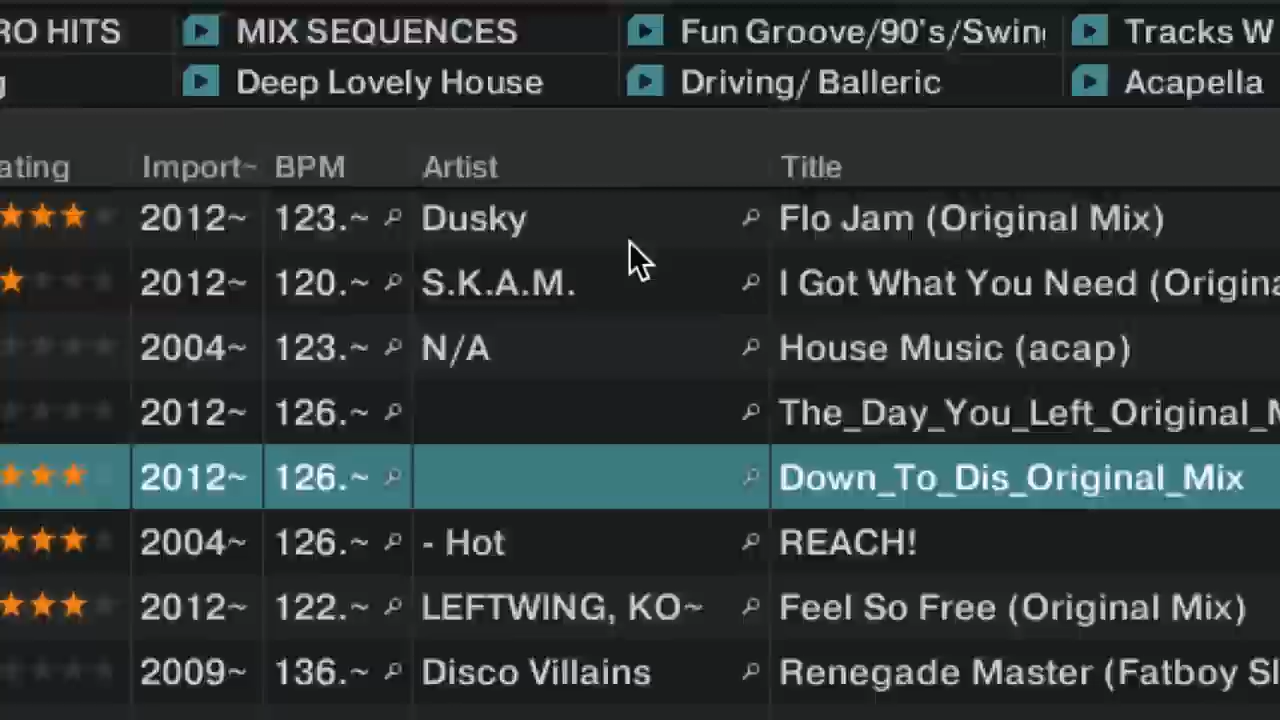 RO HITS MIX SEQUENCES Fun Groove/90's/Swin Tracks W
g Deep Lovely House Driving/ Balleric Acapella
ating Import~ BPM Artist Title
2012~ 123.~ Dusky Flo Jam (Original Mix)
2012~ 120.~ S.K.A.M. I Got What You Need (Origina
2004~ 123.~ N/A House Music (acap)
2012~ 126.~ The_Day_You_Left_Original_M
2012~ 126.~ Down_To_Dis_Original_Mix
2004~ 126.~ - Hot REACH!
2012~ 122.~ LEFTWING, KO~ Feel So Free (Original Mix)
2009~ 136.~ Disco Villains Renegade Master (Fatboy Sl